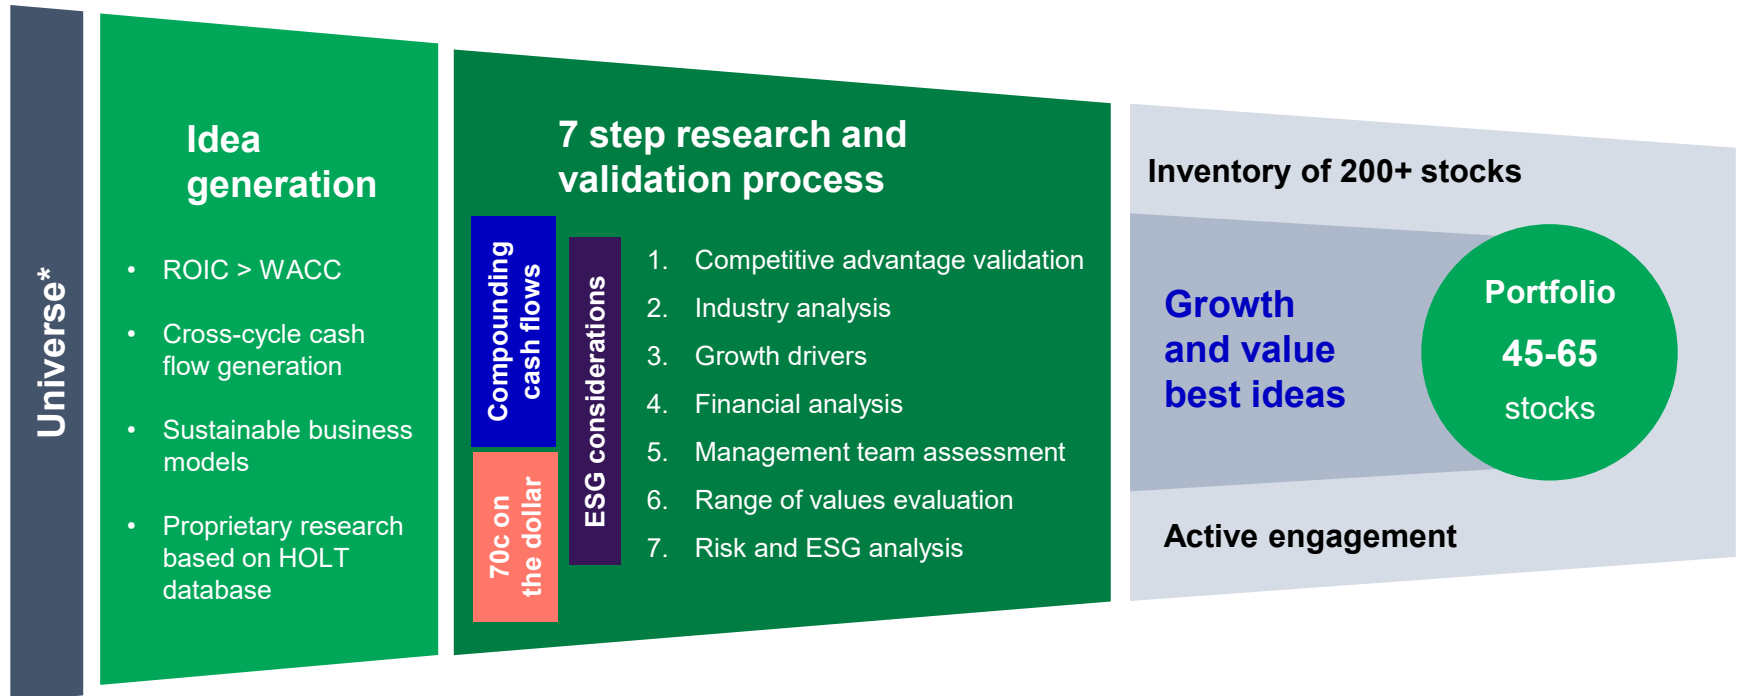 Universe*
Idea
generation
• ROIC > WACC
• Cross-cycle cash
flow generation
• Sustainable business
models
• Proprietary research
based on HOLT
database
7 step research and
validation process
Compounding
cash flows
70c on
the dollar
ESG considerations
1. Competitive advantage validation
2. Industry analysis
3. Growth drivers
4. Financial analysis
5. Management team assessment
6. Range of values evaluation
7. Risk and ESG analysis
Inventory of 200+ stocks
Growth
and value
best ideas
Portfolio
45-65
stocks
Active engagement